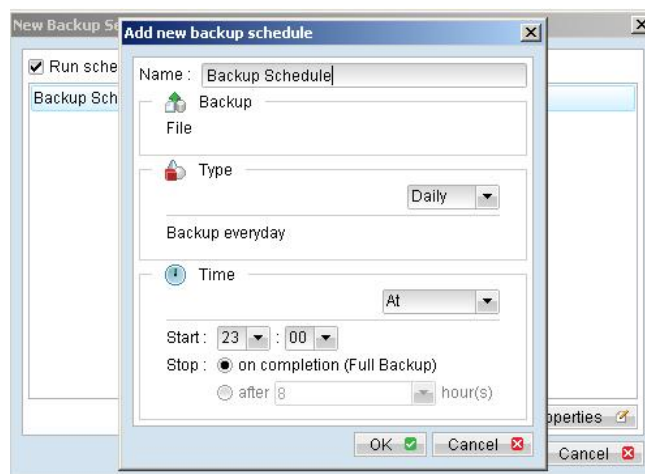 New Backup Se
Add new backup schedule
Run sche
Backup Sch
Name : Backup Schedule
Backup
File
Type
Daily
Backup everyday
Time
At
Start : 23 : 00
Stop : on completion (Full Backup)
after 8 hour(s)
OK Cancel
operties
Cancel